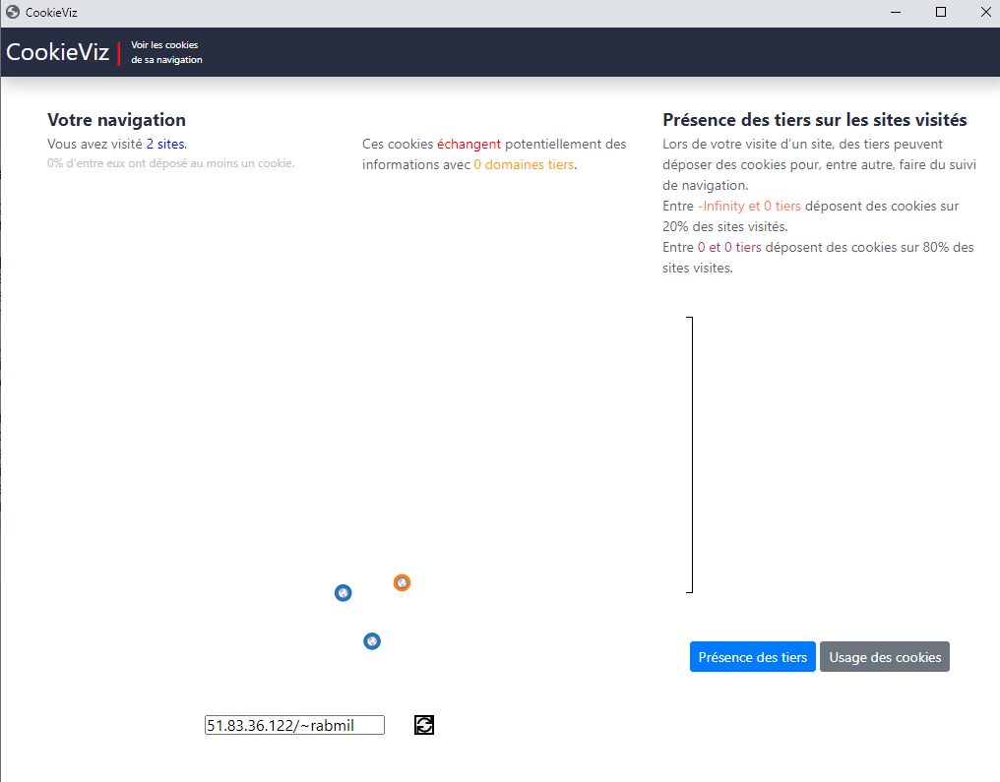 CookieViz
CookieViz
Voir les cookies
de sa navigation
Votre navigation
Vous avez visité 2 sites.
0% d'entre eux ont déposé au moins un cookie.
Ces cookies échangent potentiellement des
informations avec 0 domaines tiers.
Présence des tiers sur les sites visités
Lors de votre visite d'un site, des tiers peuvent
déposer des cookies pour, entre autre, faire du suivi
de navigation.
Entre -Infinity et 0 tiers déposent des cookies sur
20% des sites visités.
Entre 0 et 0 tiers déposent des cookies sur 80% des
sites visites.
Présence des tiers
Usage des cookies
51.83.36.122/~rabmil